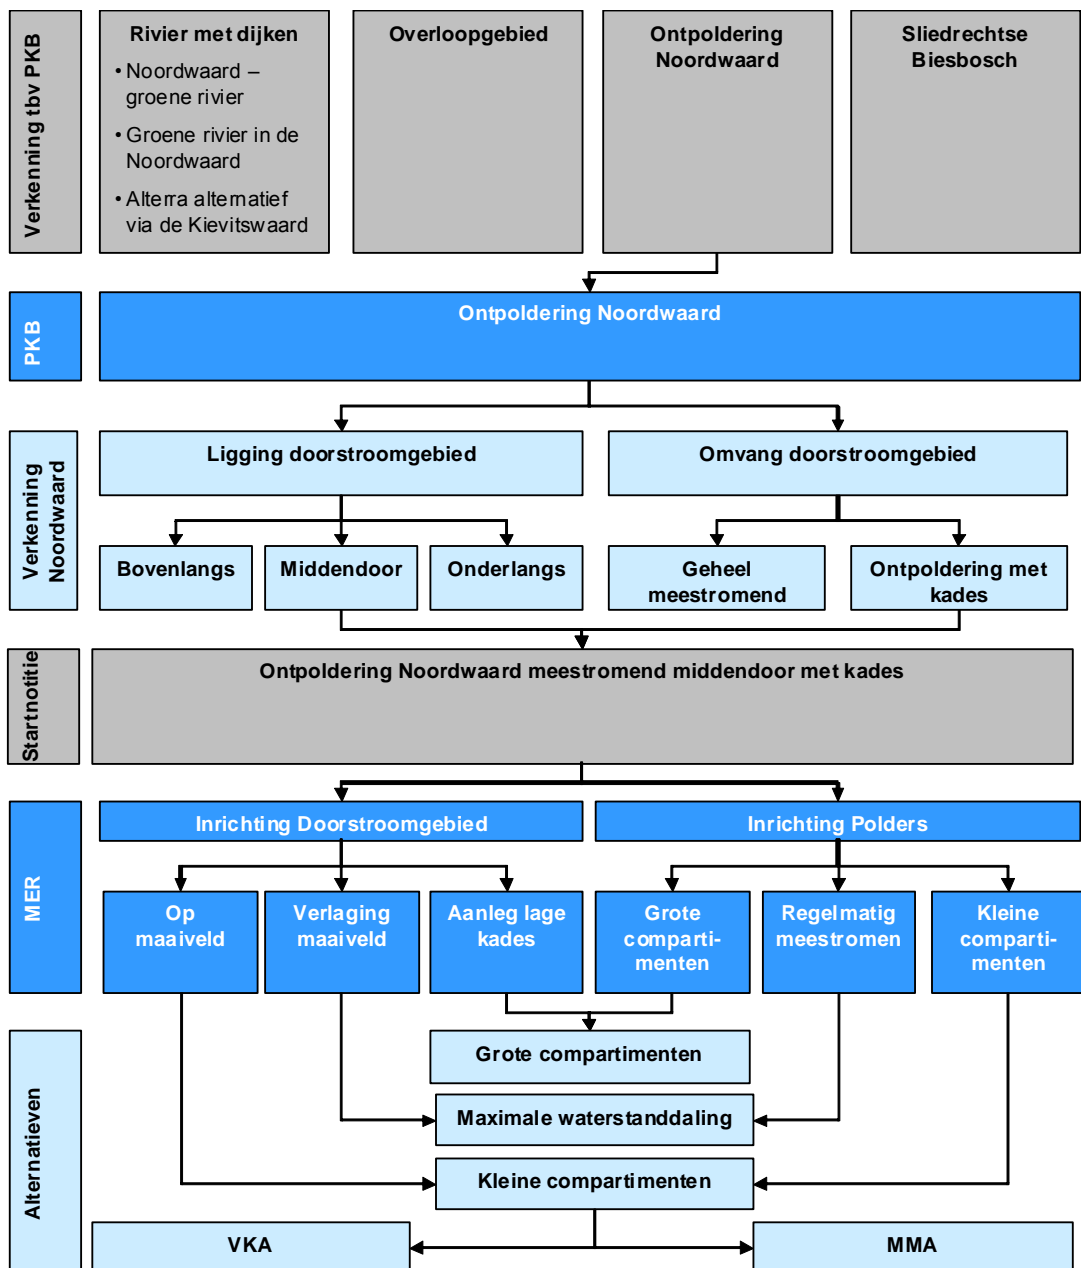 Verkenning tbv PKB
Rivier met dijken
• Noordwaard –
groene rivier
• Groene rivier in de
Noordwaard
• Alterra alternatief
via de Kievitswaard
Overloopgebied
Ontpoldering
Noordwaard
Sliedrechtse
Biesbosch
PKB
Ontpoldering Noordwaard
Verkenning
Noordwaard
Ligging doorstroomgebied
Omvang doorstroomgebied
Bovenlangs
Middendoor
Onderlangs
Geheel
meestromend
Ontpoldering met
kades
Startnotitie
Ontpoldering Noordwaard meestromend middendoor met kades
MER
Inrichting Doorstroomgebied
Inrichting Polders
Op
maaiveld
Verlaging
maaiveld
Aanleg lage
kades
Grote
comparti-
menten
Regelmatig
meestromen
Kleine
comparti-
menten
Alternatieven
Grote compartimenten
Maximale waterstanddaling
Kleine compartimenten
VKA
MMA